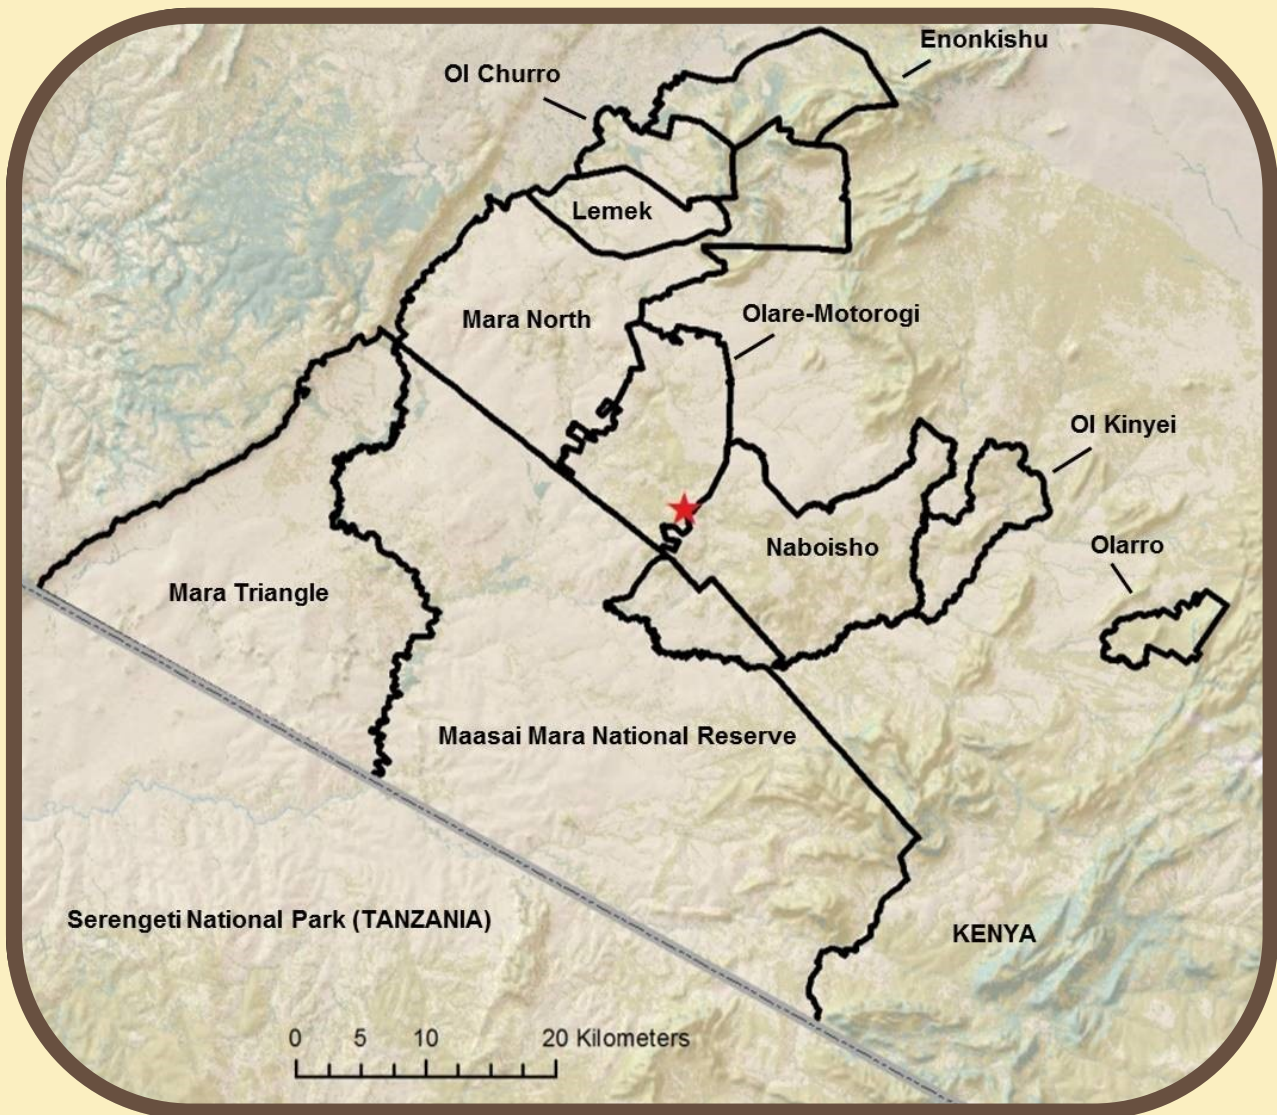 Enonkishu
Ol Churro
Lemek
Mara North
Olare-Motorogi
Ol Kinyei
Olarro
Naboisho
Mara Triangle
Maasai Mara National Reserve
Serengeti National Park (TANZANIA)
KENYA
0 5 10 20 Kilometers